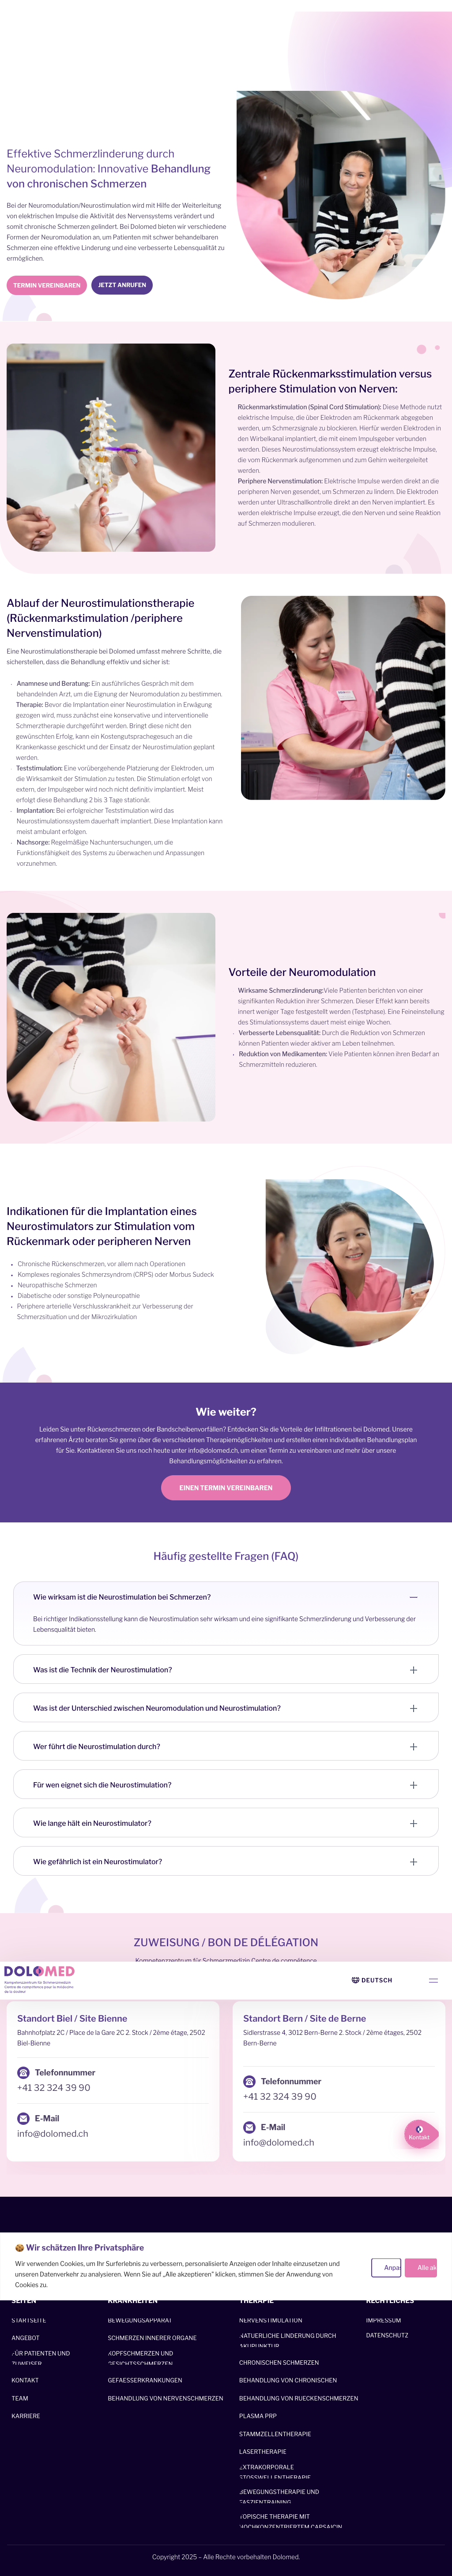 Effektive Schmerzlinderung durch
Neuromodulation: Innovative Behandlung
von chronischen Schmerzen
Bei der Neuromodulation/Neurostimulation wird mit Hilfe der Weiterleitung
von elektrischen Impulse die Aktivität des Nervensystems verändert und
somit chronische Schmerzen gelindert. Bei Dolomed bieten wir verschiedene
Formen der Neuromodulation an, um Patienten mit schwer behandelbaren
Schmerzen eine effektive Linderung und eine verbesserte Lebensqualität zu
ermöglichen.
TERMIN VEREINBAREN
JETZT ANRUFEN
Zentrale Rückenmarksstimulation versus
periphere Stimulation von Nerven:
Rückenmarkstimulation (Spinal Cord Stimulation): Diese Methode nutzt
elektrische Impulse, die über Elektroden am Rückenmark abgegeben
werden, um Schmerzsignale zu blockieren. Hierfür werden Elektroden in
den Wirbelkanal implantiert, die mit einem Impulsgeber verbunden
werden. Dieses Neurostimulationssystem erzeugt elektrische Impulse,
die vom Rückenmark aufgenommen und zum Gehirn weitergeleitet
werden.
Periphere Nervenstimulation: Elektrische Impulse werden direkt an die
peripheren Nerven gesendet, um Schmerzen zu lindern. Die Elektroden
werden unter Ultraschallkontrolle direkt an den Nerven implantiert. Es
werden elektrische Impulse erzeugt, die den Nerven und seine Reaktion
auf Schmerzen modulieren.
Ablauf der Neurostimulationstherapie
(Rückenmarkstimulation /periphere
Nervenstimulation)
Eine Neurostimulationstherapie bei Dolomed umfasst mehrere Schritte, die
sicherstellen, dass die Behandlung effektiv und sicher ist:
Anamnese und Beratung: Ein ausführliches Gespräch mit dem
behandelnden Arzt, um die Eignung der Neuromodulation zu bestimmen.
Therapie: Bevor die Implantation einer Neurostimulation in Erwägung
gezogen wird, muss zunächst eine konservative und interventionelle
Schmerztherapie durchgeführt werden. Bringt diese nicht den
gewünschten Erfolg, kann ein Kostengutsprachegesuch an die
Krankenkasse geschickt und der Einsatz der Neurostimulation geplant
werden.
Teststimulation: Eine vorübergehende Platzierung der Elektroden, um
die Wirksamkeit der Stimulation zu testen. Die Stimulation erfolgt von
extern, der Impulsgeber wird noch nicht definitiv implantiert. Meist
erfolgt diese Behandlung 2 bis 3 Tage stationär.
Implantation: Bei erfolgreicher Teststimulation wird das
Neurostimulationssystem dauerhaft implantiert. Diese Implantation kann
meist ambulant erfolgen.
Nachsorge: Regelmäßige Nachuntersuchungen, um die
Funktionsfähigkeit des Systems zu überwachen und Anpassungen
vorzunehmen.
Vorteile der Neuromodulation
Wirksame Schmerzlinderung:Viele Patienten berichten von einer
signifikanten Reduktion ihrer Schmerzen. Dieser Effekt kann bereits
innert weniger Tage festgestellt werden (Testphase). Eine Feineinstellung
des Stimulationssystems dauert meist einige Wochen.
Verbesserte Lebensqualität: Durch die Reduktion von Schmerzen
können Patienten wieder aktiver am Leben teilnehmen.
Reduktion von Medikamenten: Viele Patienten können ihren Bedarf an
Schmerzmitteln reduzieren.
Indikationen für die Implantation eines
Neurostimulators zur Stimulation vom
Rückenmark oder peripheren Nerven
Chronische Rückenschmerzen, vor allem nach Operationen
Komplexes regionales Schmerzsyndrom (CRPS) oder Morbus Sudeck
Neuropathische Schmerzen
Diabetische oder sonstige Polyneuropathie
Periphere arterielle Verschlusskrankheit zur Verbesserung der
Schmerzsituation und der Mikrozirkulation
Wie weiter?
Leiden Sie unter Rückenschmerzen oder Bandscheibenvorfällen? Entdecken Sie die Vorteile der Infiltrationen bei Dolomed. Unsere
erfahrenen Ärzte beraten Sie gerne über die verschiedenen Therapiemöglichkeiten und erstellen einen individuellen Behandlungsplan
für Sie. Kontaktieren Sie uns noch heute unter info@dolomed.ch, um einen Termin zu vereinbaren und mehr über unsere
Behandlungsmöglichkeiten zu erfahren.
EINEN TERMIN VEREINBAREN
Häufig gestellte Fragen (FAQ)
Wie wirksam ist die Neurostimulation bei Schmerzen?
Bei richtiger Indikationsstellung kann die Neurostimulation sehr wirksam und eine signifikante Schmerzlinderung und Verbesserung der
Lebensqualität bieten.
Was ist die Technik der Neurostimulation?
Was ist der Unterschied zwischen Neuromodulation und Neurostimulation?
Wer führt die Neurostimulation durch?
Für wen eignet sich die Neurostimulation?
Wie lange hält ein Neurostimulator?
Wie gefährlich ist ein Neurostimulator?
ZUWEISUNG / BON DE DÉLÉGATION
Kompetenzzentrum für Schmerzmedizin Centre de compétence
DOLOMED
Kompetenzzentrum für Schmerzmedizin
Centre de compétence pour la médecine
de la douleur
DEUTSCH
Standort Biel / Site Bienne
Bahnhofplatz 2C / Place de la Gare 2C 2. Stock / 2ème étage, 2502
Biel-Bienne
Telefonnummer
+41 32 324 39 90
E-Mail
info@dolomed.ch
Standort Bern / Site de Berne
Sidlerstrasse 4, 3012 Bern-Berne 2. Stock / 2ème étages, 2502
Bern-Berne
Telefonnummer
+41 32 324 39 90
E-Mail
info@dolomed.ch
Kontakt
Wir schätzen Ihre Privatsphäre
Wir verwenden Cookies, um Ihr Surferlebnis zu verbessern, personalisierte Anzeigen oder Inhalte einzusetzen und
unseren Datenverkehr zu analysieren. Wenn Sie auf „Alle akzeptieren" klicken, stimmen Sie der Anwendung von
Cookies zu.
Anpa
Alle ak
SEITEN
STARTSEITE
ANGEBOT
FÜR PATIENTEN UND
ZUWEISER
KONTAKT
TEAM
KARRIERE
KRANKHEITEN
BEWEGUNGSAPPARAT
SCHMERZEN INNERER ORGANE
KOPFSCHMERZEN UND
GESICHTSSCHMERZEN
GEFAESSERKRANKUNGEN
BEHANDLUNG VON NERVENSCHMERZEN
THERAPIE
NERVENSTIMULATION
NATUERLICHE LINDERUNG DURCH
AKUPUNKTUR
CHRONISCHEN SCHMERZEN
BEHANDLUNG VON CHRONISCHEN
BEHANDLUNG VON RUECKENSCHMERZEN
PLASMA PRP
STAMMZELLENTHERAPIE
LASERTHERAPIE
EXTRAKORPORALE
STOSSWELLENTHERAPIE
BEWEGUNGSTHERAPIE UND
FASZIENTRAINING
TOPISCHE THERAPIE MIT
HOCHKONZENTRIERTEM CAPSAICIN
RECHTLICHES
IMPRESSUM
DATENSCHUTZ
Copyright 2025 – Alle Rechte vorbehalten Dolomed.